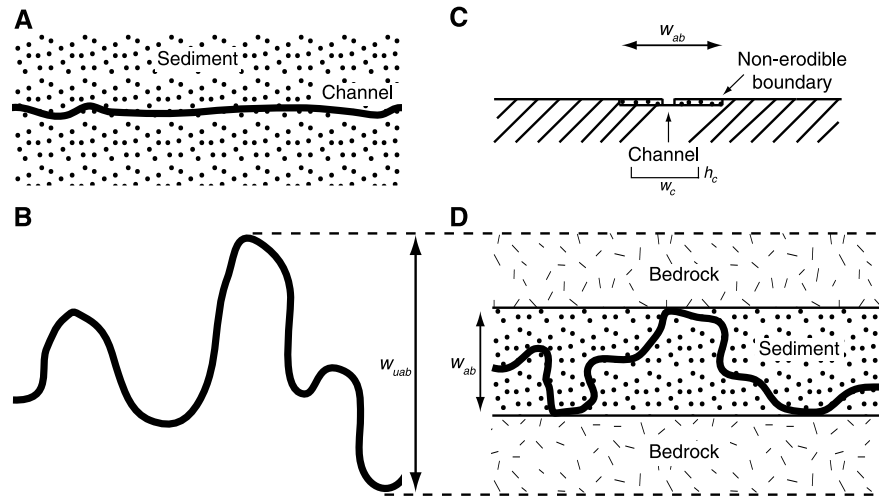 A
Sediment
Channel
B
w_uab
C
w_ab
Non-erodible
boundary
Channel
w_c
h_c
D
Bedrock
w_ab
Sediment
Bedrock